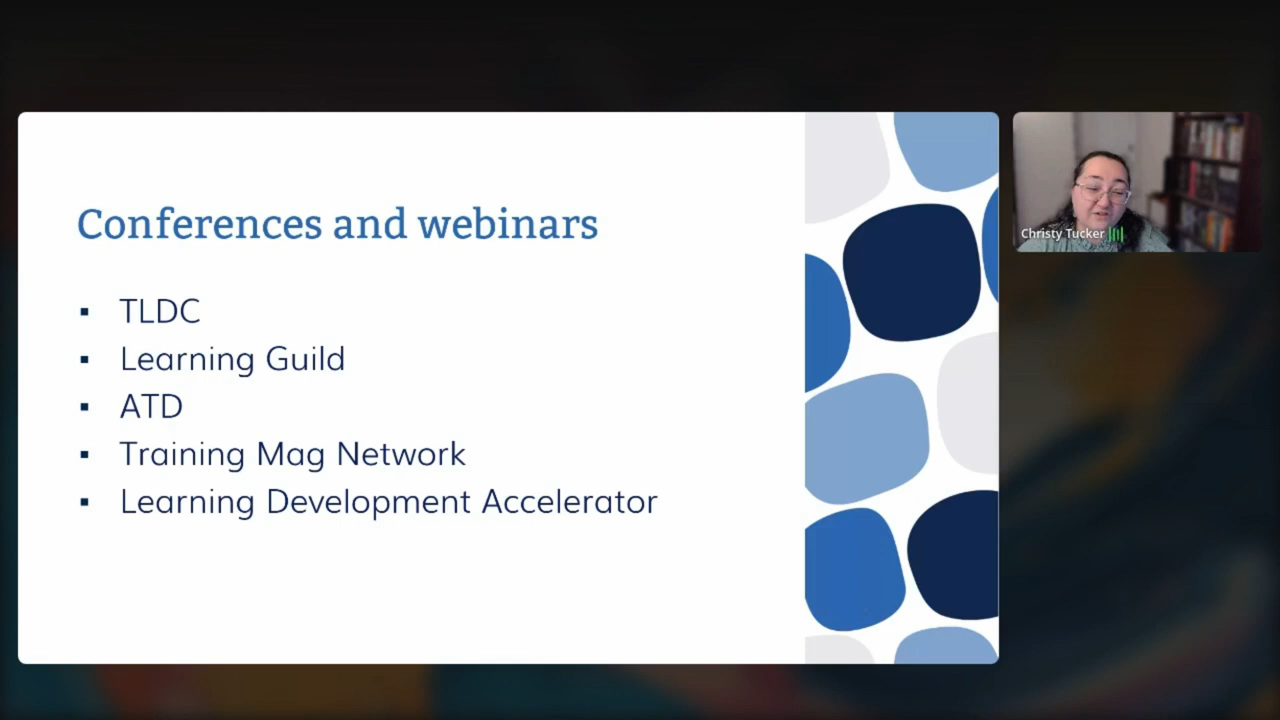 Conferences and webinars
▪ TLDC
▪ Learning Guild
▪ ATD
▪ Training Mag Network
▪ Learning Development Accelerator
Christy Tucker